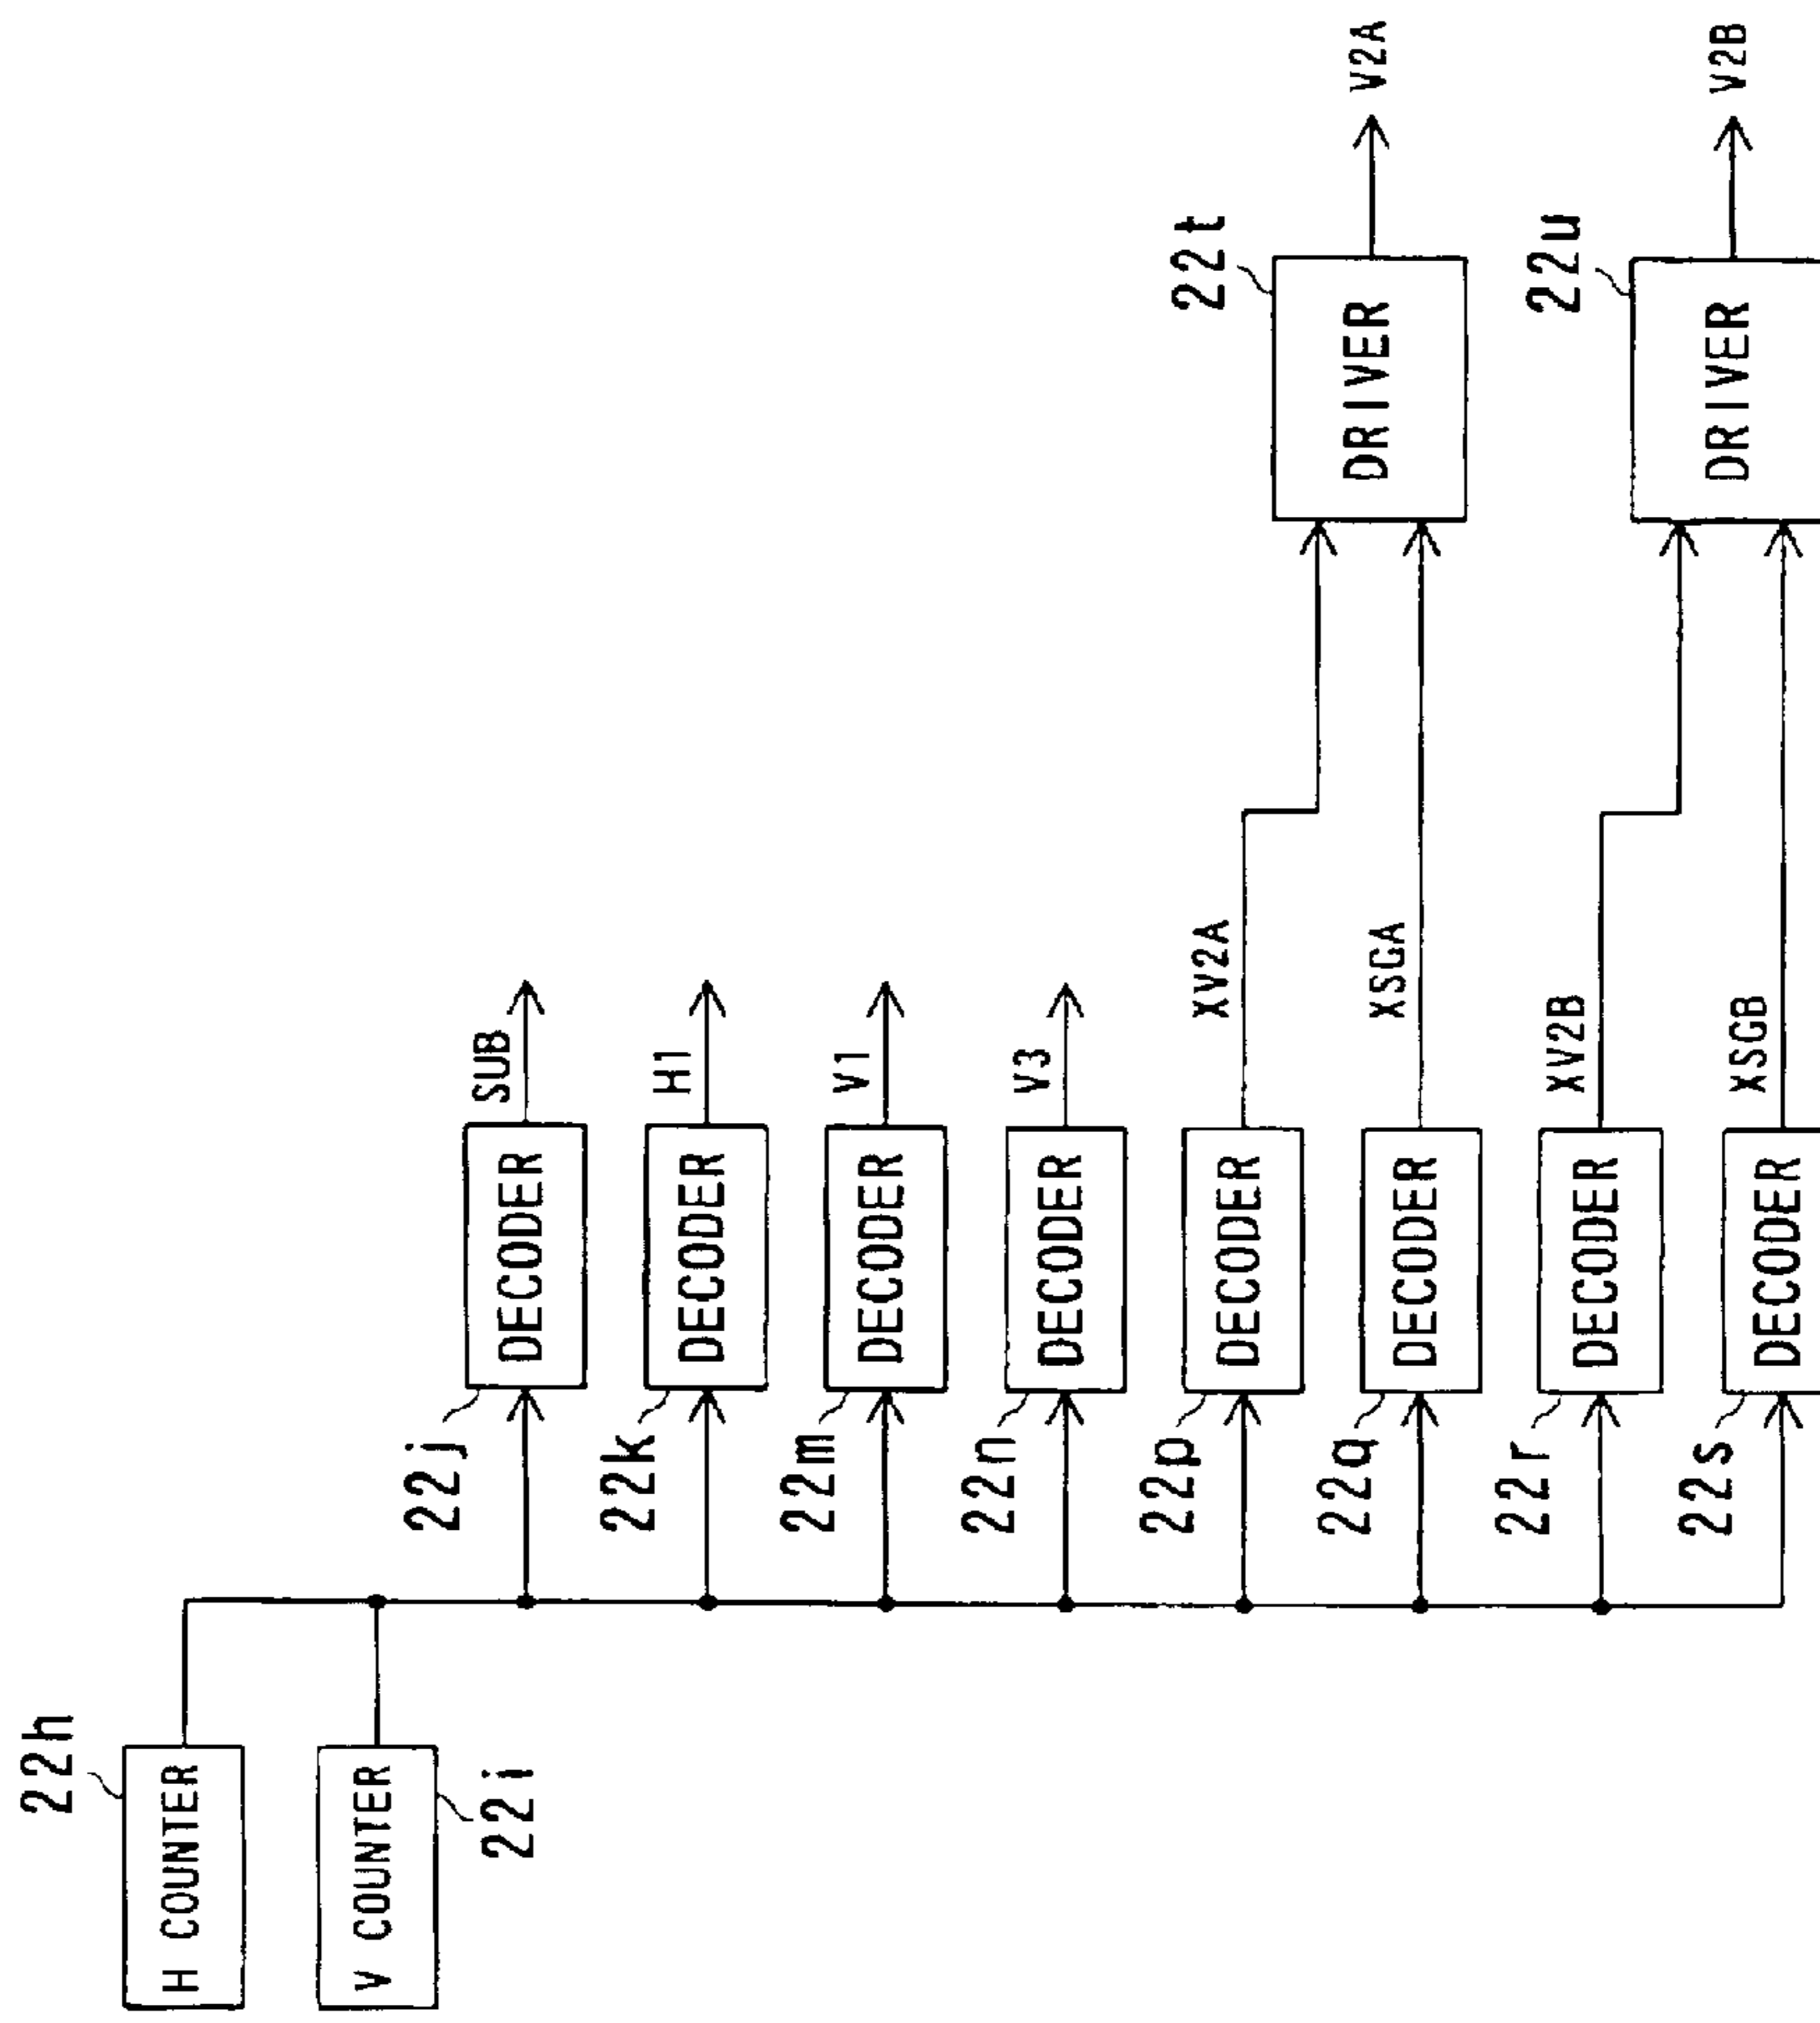 22h
H COUNTER
V COUNTER
22i
22j
DECODER
SUB
22k
DECODER
H1
22m
DECODER
V1
22n
DECODER
V3
22p
DECODER
XV2A
22q
DECODER
XSGA
22t
DRIVER
V2A
22r
DECODER
XV2B
22s
DECODER
XSGB
22u
DRIVER
V2B